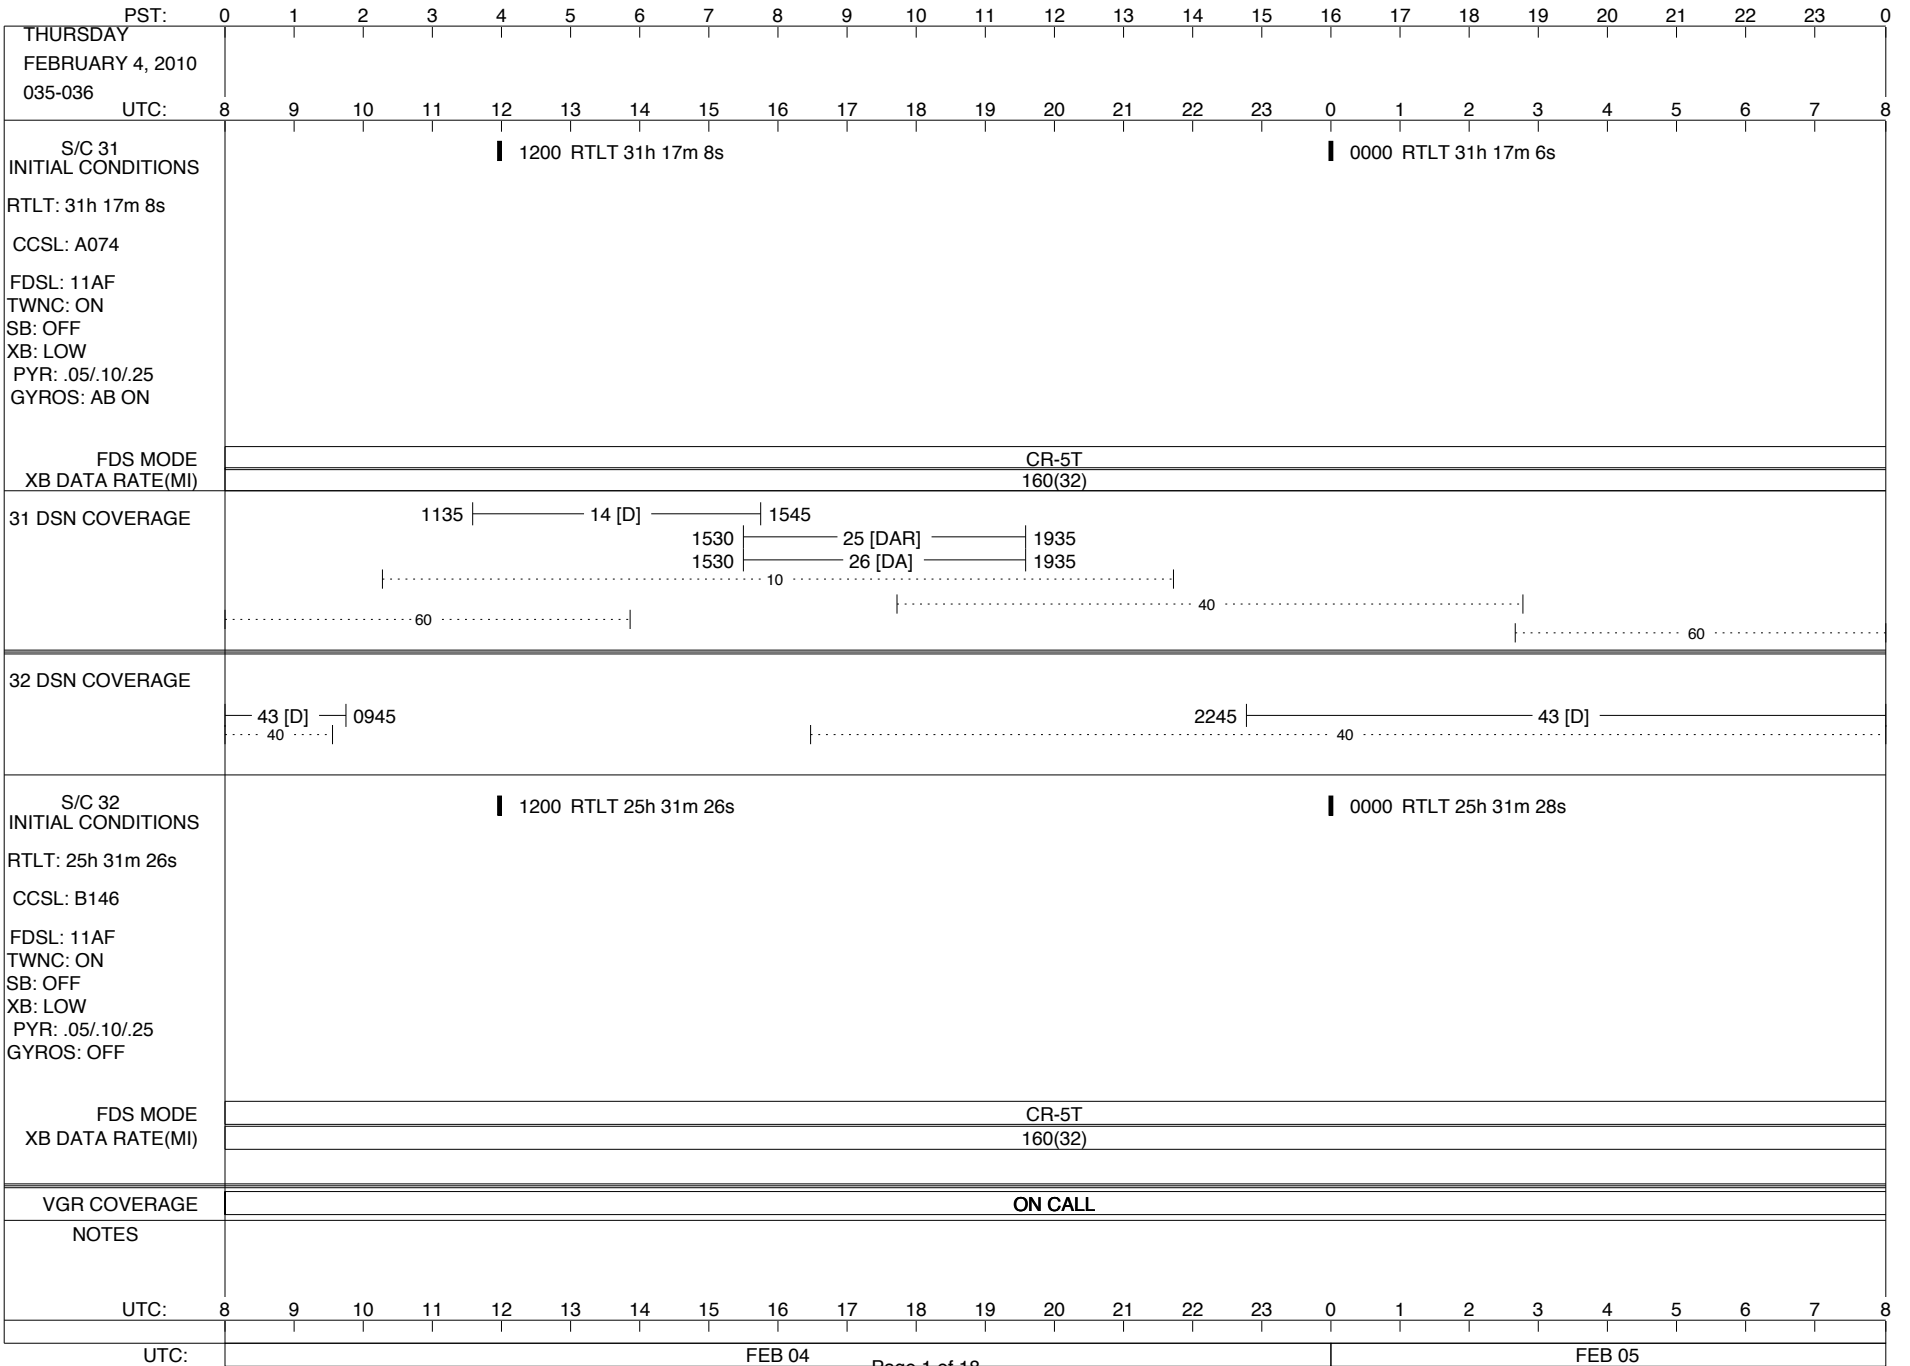 PST: 0 1 2 3 4 5 6 7 8 9 10 11 12 13 14 15 16 17 18 19 20 21 22 23 0
THURSDAY
FEBRUARY 4, 2010
035-036
UTC: 8 9 10 11 12 13 14 15 16 17 18 19 20 21 22 23 0 1 2 3 4 5 6 7 8
S/C 31
INITIAL CONDITIONS
1200 RTLT 31h 17m 8s
0000 RTLT 31h 17m 6s
RTLT: 31h 17m 8s
CCSL: A074
FDSL: 11AF
TWNC: ON
SB: OFF
XB: LOW
PYR: .05/.10/.25
GYROS: AB ON
FDS MODE CR-5T
XB DATA RATE(MI) 160(32)
31 DSN COVERAGE
1135 14 [D] 1545
1530 25 [DAR] 1935
1530 26 [DA] 1935
10
40
60
60
32 DSN COVERAGE
43 [D] 0945
2245 43 [D]
40
40
S/C 32
INITIAL CONDITIONS
1200 RTLT 25h 31m 26s
0000 RTLT 25h 31m 28s
RTLT: 25h 31m 26s
CCSL: B146
FDSL: 11AF
TWNC: ON
SB: OFF
XB: LOW
PYR: .05/.10/.25
GYROS: OFF
FDS MODE CR-5T
XB DATA RATE(MI) 160(32)
VGR COVERAGE ON CALL
NOTES
UTC: 8 9 10 11 12 13 14 15 16 17 18 19 20 21 22 23 0 1 2 3 4 5 6 7 8
UTC: FEB 04 FEB 05
Page 1 of 18